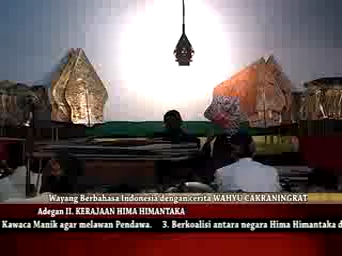 Wayang Berbahasa Indonesia dengan cerita WAHYU CAKRANINGRAT
Adegan II. KERAJAAN HIMA HIMANTAKA
Kawaca Manik agar melawan Pendawa.    3. Berkoalisi antara negara Hima Himantaka d